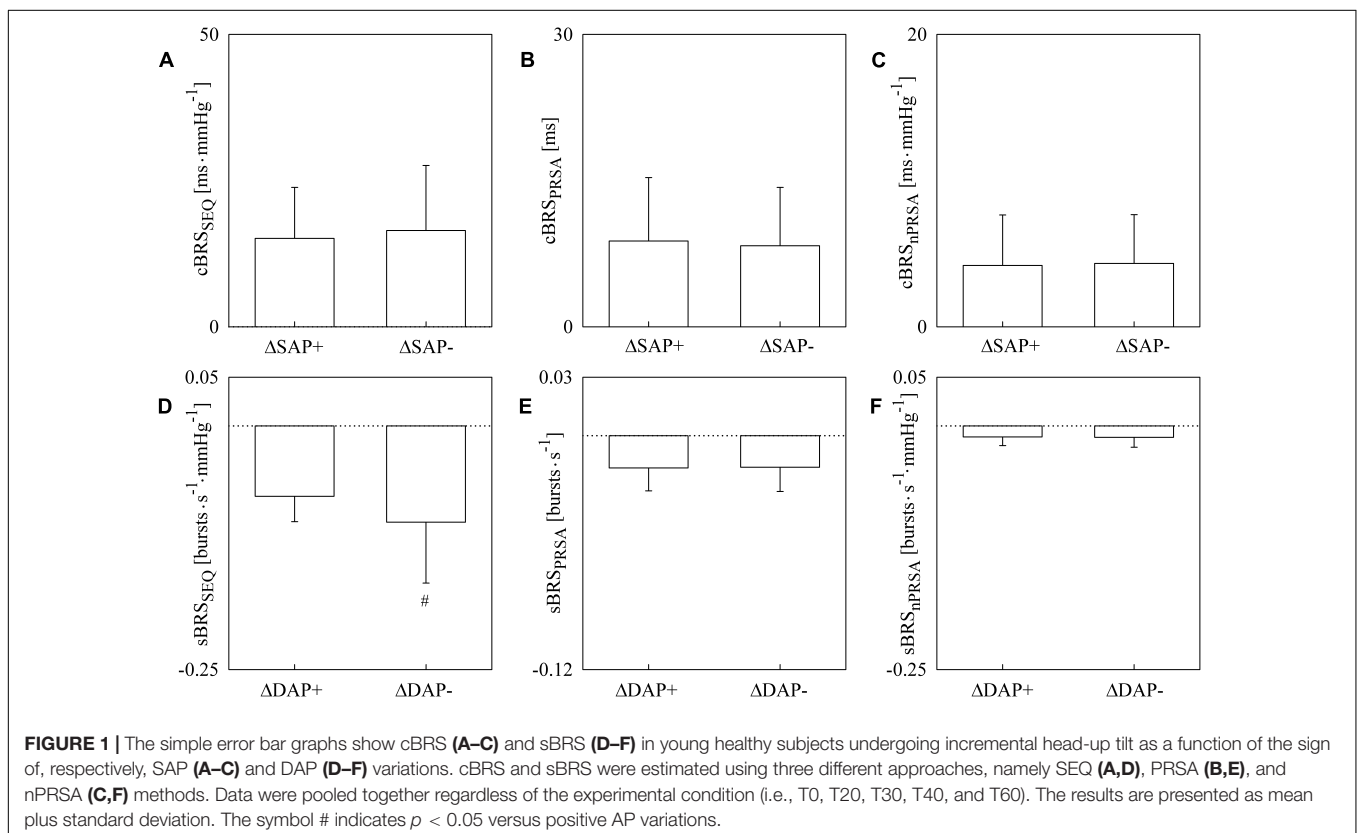 A
50
0
cBRS_SEQ [ms·mmHg⁻¹]
ΔSAP+ ΔSAP-
B
30
0
cBRS_PRSA [ms]
ΔSAP+ ΔSAP-
C
20
0
cBRS_nPRSA [ms·mmHg⁻¹]
ΔSAP+ ΔSAP-
D
0.05
-0.25
sBRS_SEQ [bursts·s⁻¹·mmHg⁻¹]
#
ΔDAP+ ΔDAP-
E
0.03
-0.12
sBRS_PRSA [bursts·s⁻¹]
ΔDAP+ ΔDAP-
F
0.05
-0.25
sBRS_nPRSA [bursts·s⁻¹·mmHg⁻¹]
ΔDAP+ ΔDAP-
FIGURE 1 | The simple error bar graphs show cBRS (A–C) and sBRS (D–F) in young healthy subjects undergoing incremental head-up tilt as a function of the sign
of, respectively, SAP (A–C) and DAP (D–F) variations. cBRS and sBRS were estimated using three different approaches, namely SEQ (A,D), PRSA (B,E), and
nPRSA (C,F) methods. Data were pooled together regardless of the experimental condition (i.e., T0, T20, T30, T40, and T60). The results are presented as mean
plus standard deviation. The symbol # indicates p < 0.05 versus positive AP variations.